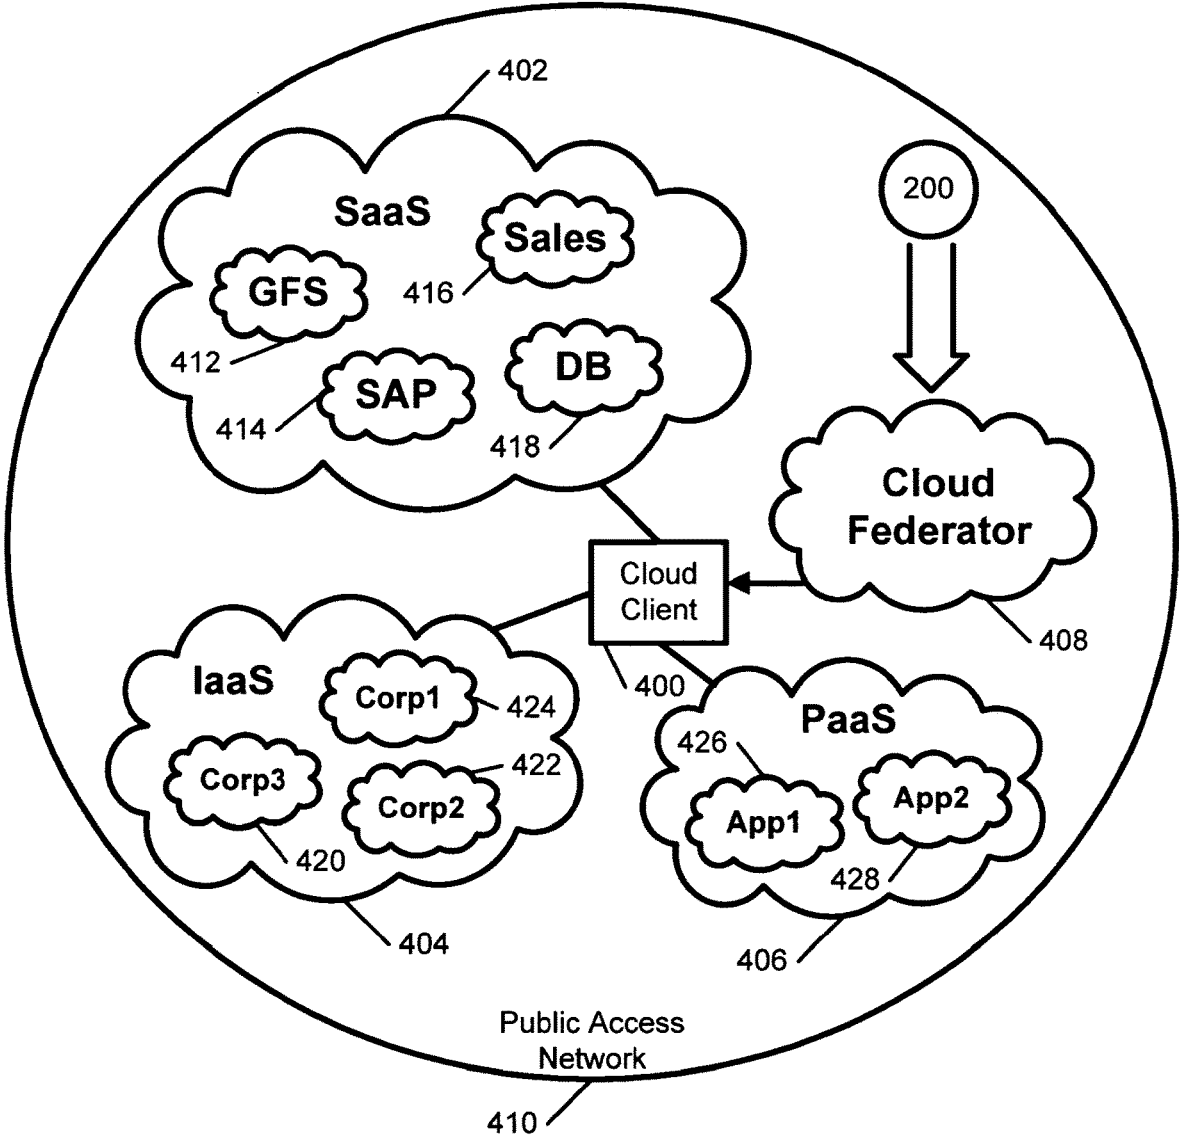 402
SaaS
Sales
200
GFS
416
412
DB
SAP
414
418
Cloud
Federator
Cloud
Client
408
IaaS
Corp1
424
400
PaaS
426
422
Corp3
Corp2
App2
App1
420
428
404
406
Public Access
Network
410